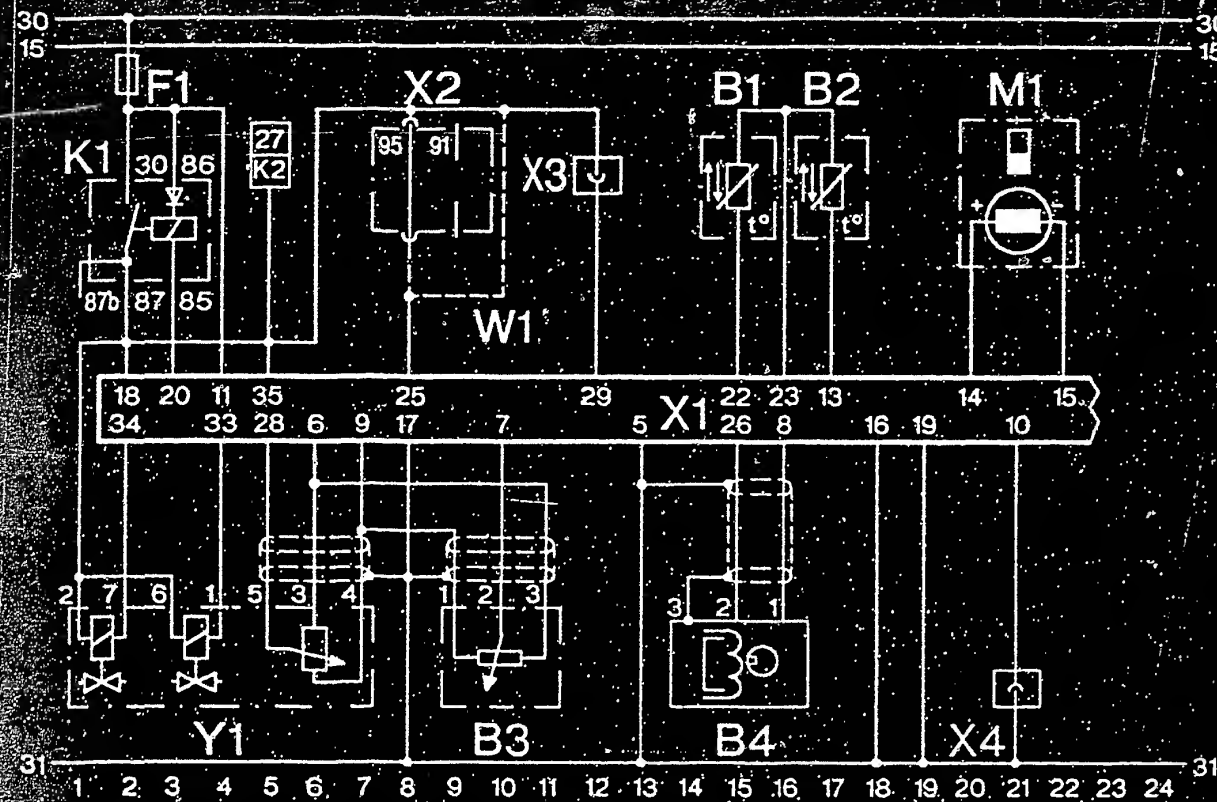 30 30
15 15
F1 X2 B1 B2 M1
27 95 91
K1 30 86 K2 X3
t° t°
+ -
87b 87 85
W1
18 20 11 35 25 29 22 23 13 14 15
X1
34 33 28 6 9 17 7 5 26 8 16 19 10
2 7 6 1 5 3 4 1 2 3 3 2 1
Y1 B3 B4 X4
31 31
1 2 3 4 5 6 7 8 9 10 11 12 13 14 15 16 17 18 19 20 21 22 23 24